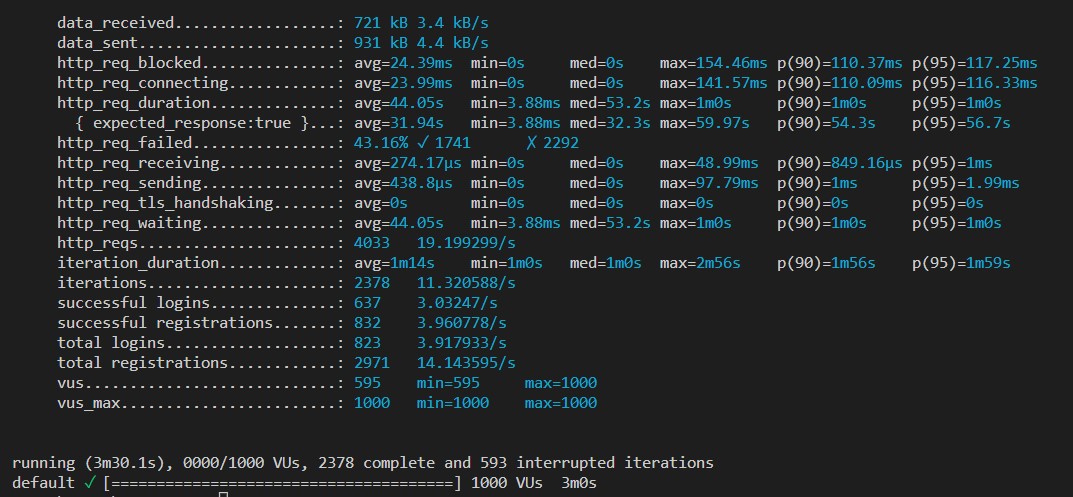 data_received..................: 721 kB 3.4 kB/s
data_sent......................: 931 kB 4.4 kB/s
http_req_blocked...............: avg=24.39ms min=0s med=0s max=154.46ms p(90)=110.37ms p(95)=117.25ms
http_req_connecting............: avg=23.99ms min=0s med=0s max=141.57ms p(90)=110.09ms p(95)=116.33ms
http_req_duration..............: avg=44.05s min=3.88ms med=53.2s max=1m0s p(90)=1m0s p(95)=1m0s
{ expected_response:true }...: avg=31.94s min=3.88ms med=32.3s max=59.97s p(90)=54.3s p(95)=56.7s
http_req_failed................: 43.16% ✓ 1741 ✗ 2292
http_req_receiving.............: avg=274.17µs min=0s med=0s max=48.99ms p(90)=849.16µs p(95)=1ms
http_req_sending...............: avg=438.8µs min=0s med=0s max=97.79ms p(90)=1ms p(95)=1.99ms
http_req_tls_handshaking.......: avg=0s min=0s med=0s max=0s p(90)=0s p(95)=0s
http_req_waiting...............: avg=44.05s min=3.88ms med=53.2s max=1m0s p(90)=1m0s p(95)=1m0s
http_reqs......................: 4033 19.199299/s
iteration_duration.............: avg=1m14s min=1m0s med=1m0s max=2m56s p(90)=1m56s p(95)=1m59s
iterations.....................: 2378 11.320588/s
successful logins..............: 637 3.03247/s
successful registrations.......: 832 3.960778/s
total logins...................: 823 3.917933/s
total registrations............: 2971 14.143595/s
vus............................: 595 min=595 max=1000
vus_max........................: 1000 min=1000 max=1000
running (3m30.1s), 0000/1000 VUs, 2378 complete and 593 interrupted iterations
default ✓ [======================================] 1000 VUs 3m0s